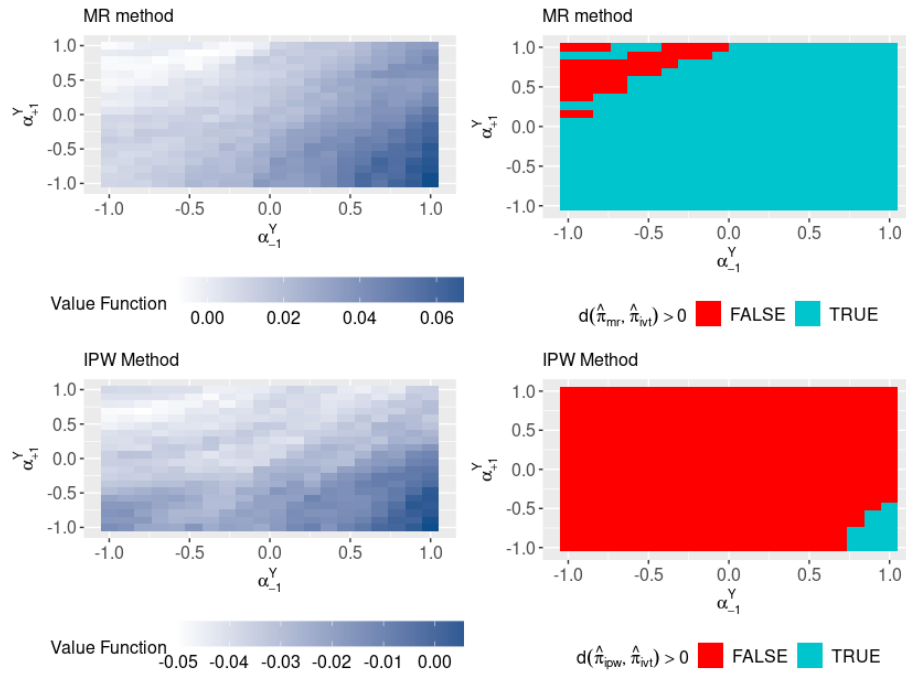 MR method
1.0
0.5
0.0
-0.5
-1.0
α^Y_{+1}
-1.0 -0.5 0.0 0.5 1.0
α^Y_{-1}
Value Function
0.00 0.02 0.04 0.06
MR method
1.0
0.5
0.0
-0.5
-1.0
α^Y_{+1}
-1.0 -0.5 0.0 0.5 1.0
α^Y_{-1}
d(π̂_{mr}, π̂_{ivt}) > 0 FALSE TRUE
IPW Method
1.0
0.5
0.0
-0.5
-1.0
α^Y_{+1}
-1.0 -0.5 0.0 0.5 1.0
α^Y_{-1}
Value Function
-0.05 -0.04 -0.03 -0.02 -0.01 0.00
IPW Method
1.0
0.5
0.0
-0.5
-1.0
α^Y_{+1}
-1.0 -0.5 0.0 0.5 1.0
α^Y_{-1}
d(π̂_{ipw}, π̂_{ivt}) > 0 FALSE TRUE